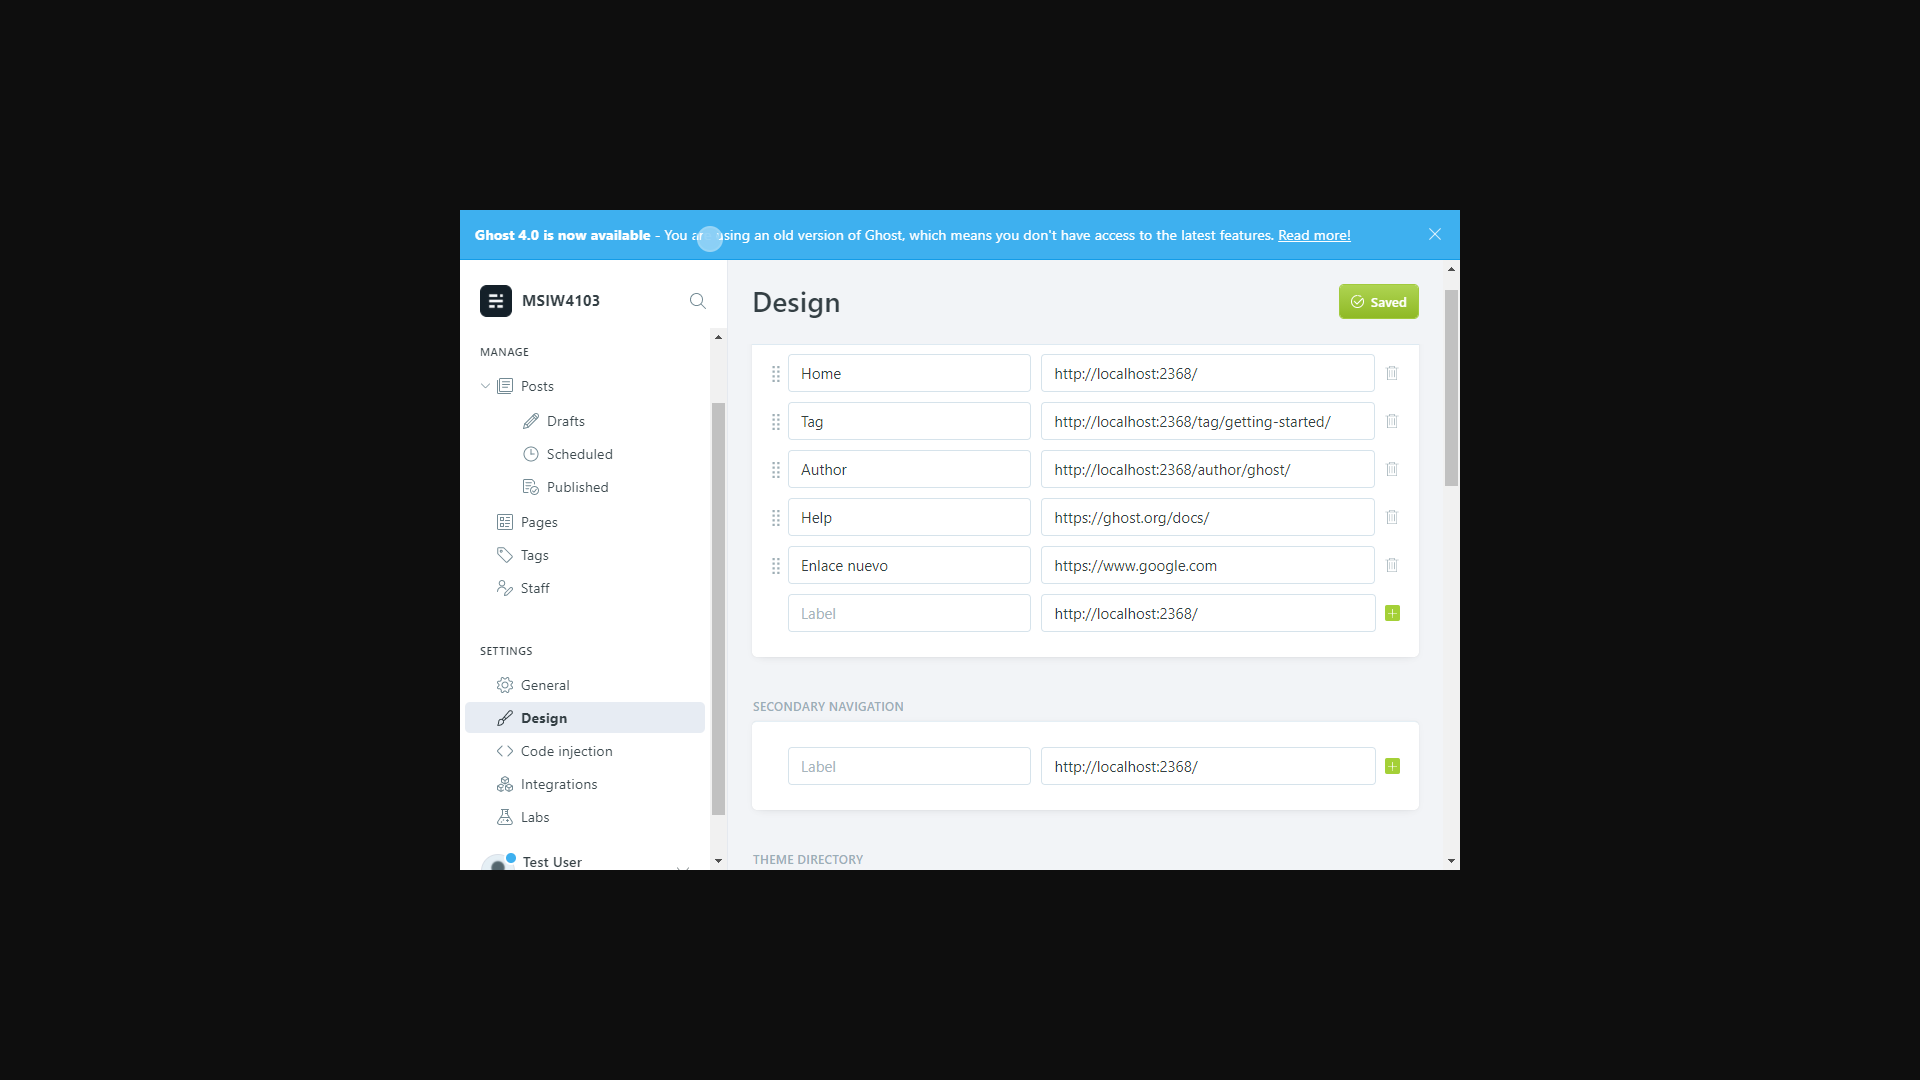 Ghost 4.0 is now available - You are using an old version of Ghost, which means you don't have access to the latest features. Read more!
MSIW4103
MANAGE
Posts
Drafts
Scheduled
Published
Pages
Tags
Staff
SETTINGS
General
Design
Code injection
Integrations
Labs
Test User
Design
Saved
Home http://localhost:2368/
Tag http://localhost:2368/tag/getting-started/
Author http://localhost:2368/author/ghost/
Help https://ghost.org/docs/
Enlace nuevo https://www.google.com
Label http://localhost:2368/
SECONDARY NAVIGATION
Label http://localhost:2368/
THEME DIRECTORY